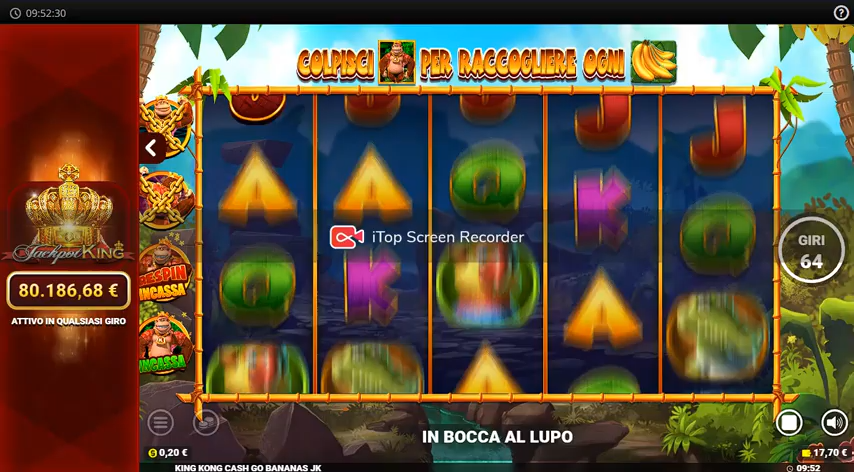 09:52:30
?
COLPISCI PER RACCOGLIERE OGNI
Jackpot KING
80.186,68 €
ATTIVO IN QUALSIASI GIRO
RESPIN
INCASSA
INCASSA
A A Q K J
Q K A Q
A
J
iTop Screen Recorder
GIRI
64
IN BOCCA AL LUPO
0,20 €
17,70 €
KING KONG CASH GO BANANAS JK
09:52